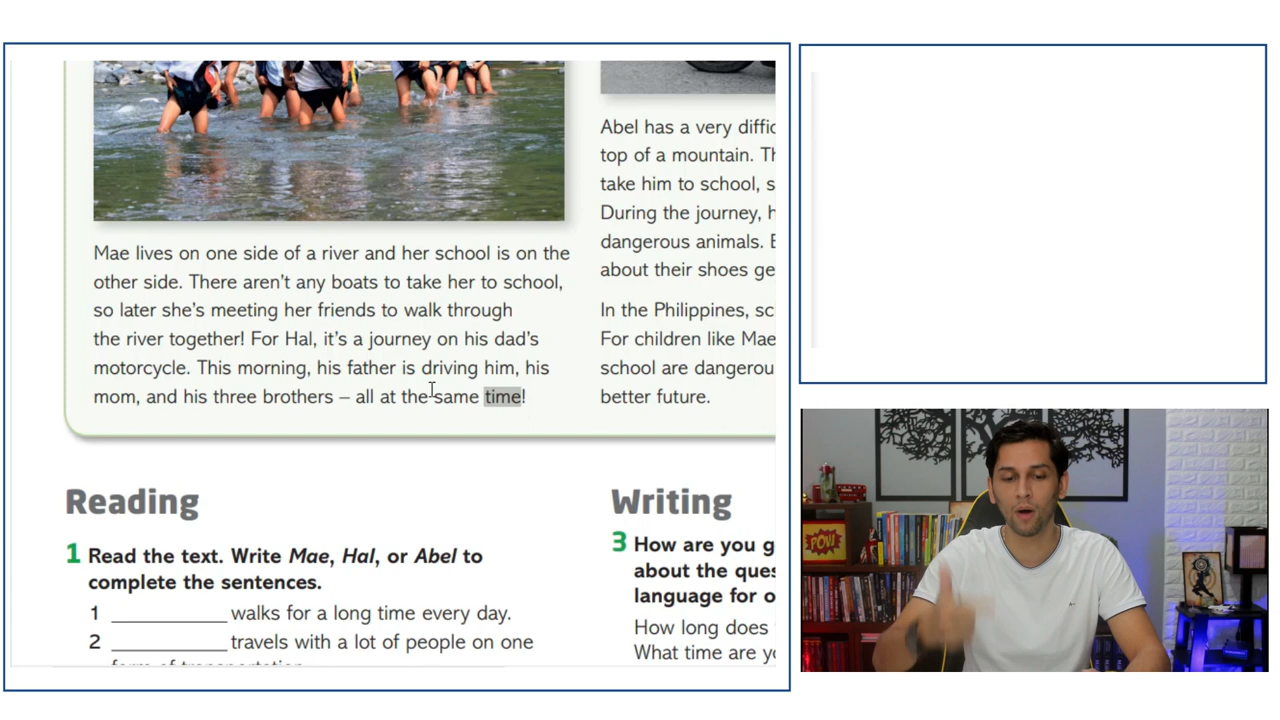 Mae lives on one side of a river and her school is on the
other side. There aren't any boats to take her to school,
so later she's meeting her friends to walk through
the river together! For Hal, it's a journey on his dad's
motorcycle. This morning, his father is driving him, his
mom, and his three brothers – all at the same time!
Abel has a very
top of a mountain.
take him to school,
During the journey,
dangerous animals.
about their shoes
In the Philippines,
For children like Mae
school are
better future.
Reading
1 Read the text. Write Mae, Hal, or Abel to
complete the sentences.
1 ____________ walks for a long time every day.
2 ____________ travels with a lot of people on one
form of transportation.
Writing
3 How are you
about the
language for
How long does
What time are
POW